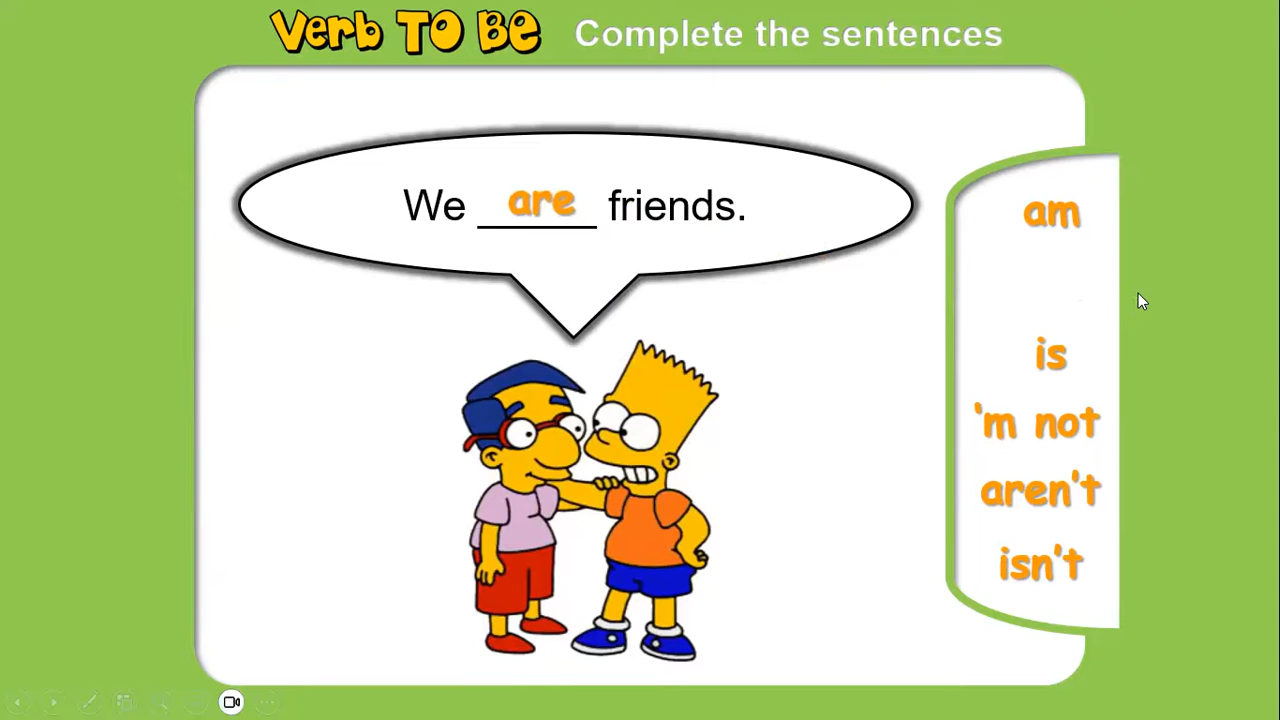 Verb TO BE Complete the sentences
We are friends.
am
is
‘m not
aren’t
isn’t